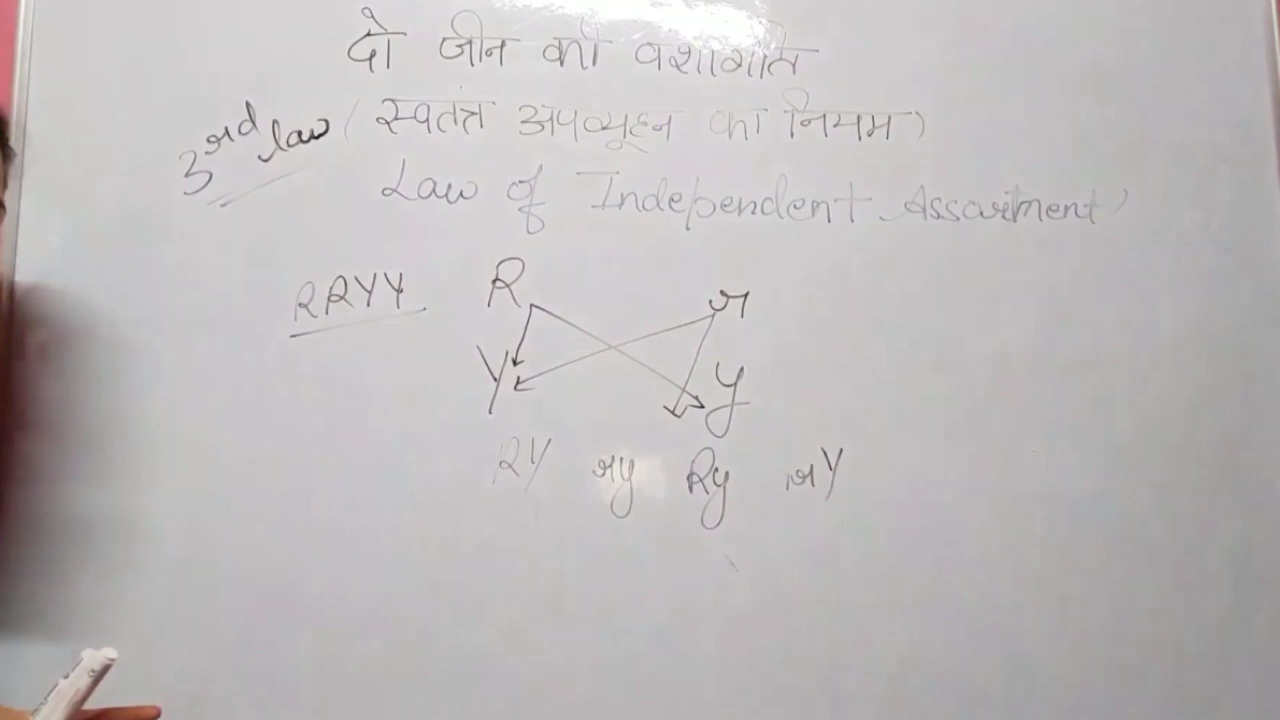 दो जीन की वंशागति
3rd law (स्वतंत्र अपव्यूहन का नियम)
Law of Independent Assortment)
RRYY R r
Y y
RY ry Ry rY